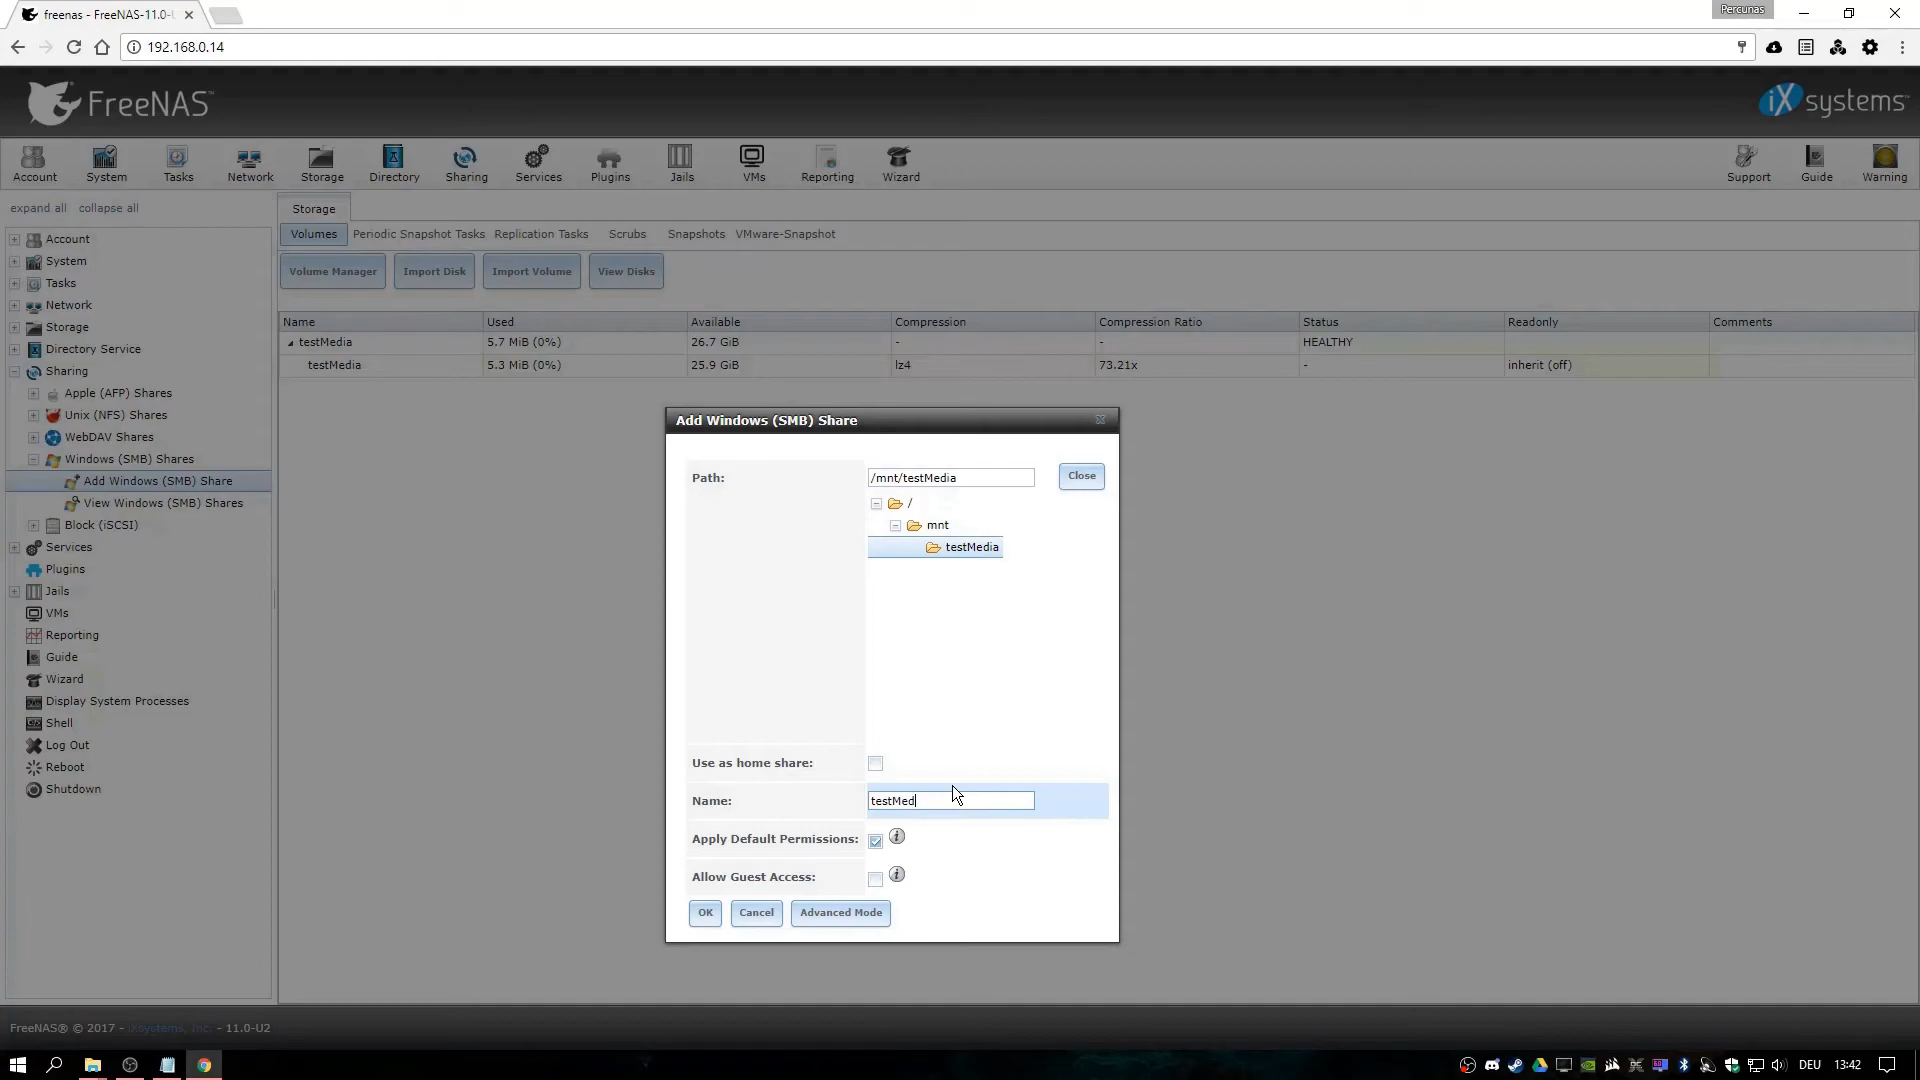 freenas - FreeNAS-11.0-U
Percunas
192.168.0.14
FreeNAS™
iXsystems™
Account System Tasks Network Storage Directory Sharing Services Plugins Jails VMs Reporting Wizard Support Guide Warning
expand all collapse all
Account
System
Tasks
Network
Storage
Directory Service
Sharing
Apple (AFP) Shares
Unix (NFS) Shares
WebDAV Shares
Windows (SMB) Shares
Add Windows (SMB) Share
View Windows (SMB) Shares
Block (iSCSI)
Services
Plugins
Jails
VMs
Reporting
Guide
Wizard
Display System Processes
Shell
Log Out
Reboot
Shutdown
Storage
Volumes Periodic Snapshot Tasks Replication Tasks Scrubs Snapshots VMware-Snapshot
Volume Manager Import Disk Import Volume View Disks
Name Used Available Compression Compression Ratio Status Readonly Comments
testMedia 5.7 MiB (0%) 26.7 GiB - - HEALTHY
testMedia 5.3 MiB (0%) 25.9 GiB lz4 73.21x - inherit (off)
Add Windows (SMB) Share
Path: /mnt/testMedia Close
/
mnt
testMedia
Use as home share:
Name: testMed
Apply Default Permissions:
Allow Guest Access:
OK Cancel Advanced Mode
FreeNAS® © 2017 - iXsystems, Inc. - 11.0-U2
DEU 13:42